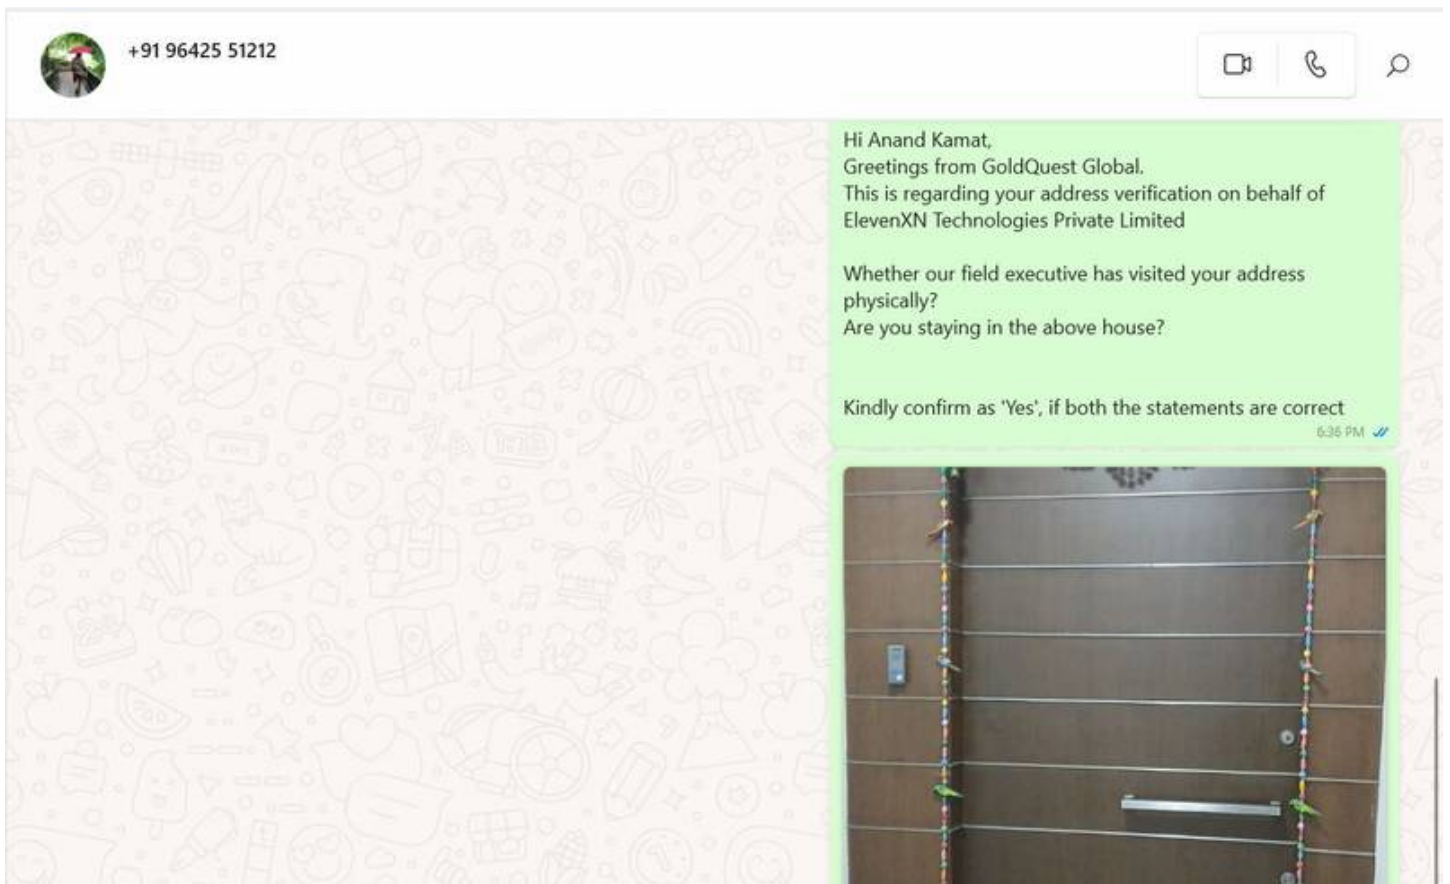 +91 96425 51212
Hi Anand Kamat,
Greetings from GoldQuest Global.
This is regarding your address verification on behalf of
ElevenXN Technologies Private Limited
Whether our field executive has visited your address
physically?
Are you staying in the above house?
Kindly confirm as 'Yes', if both the statements are correct
6:36 PM